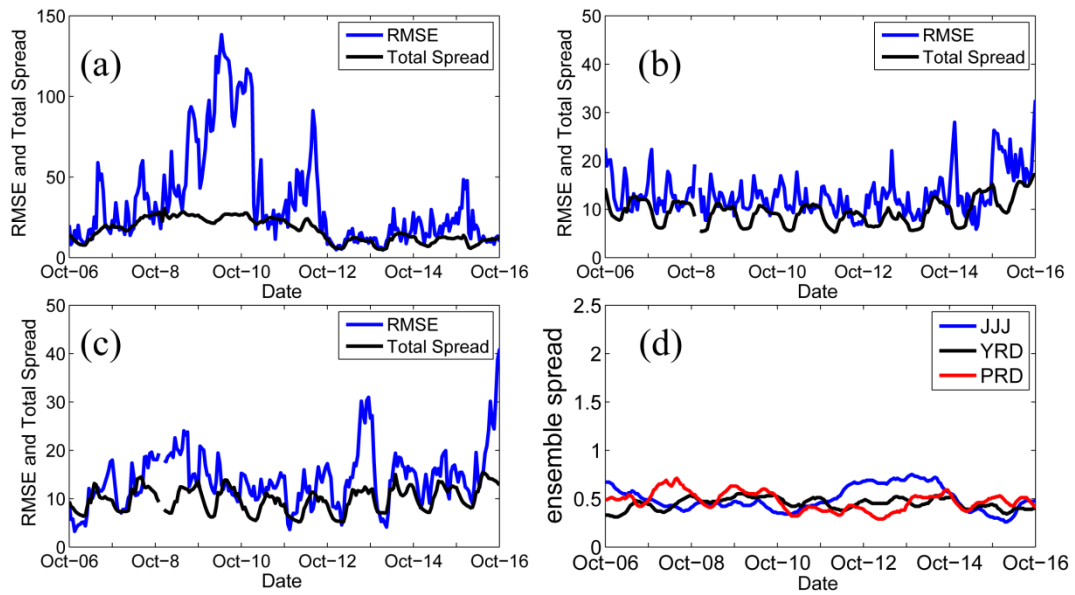 (a)
RMSE
Total Spread
RMSE and Total Spread
150
100
50
0
Oct−06 Oct−8 Oct−10 Oct−12 Oct−14 Oct−16
Date
(b)
RMSE
Total Spread
RMSE and Total Spread
50
40
30
20
10
0
Oct−06 Oct−8 Oct−10 Oct−12 Oct−14 Oct−16
Date
(c)
RMSE
Total Spread
RMSE and Total Spread
50
40
30
20
10
0
Oct−06 Oct−8 Oct−10 Oct−12 Oct−14 Oct−16
Date
(d)
JJJ
YRD
PRD
ensemble spread
2.5
2
1.5
1
0.5
0
Oct−06 Oct−8 Oct−10 Oct−12 Oct−14 Oct−16
Date